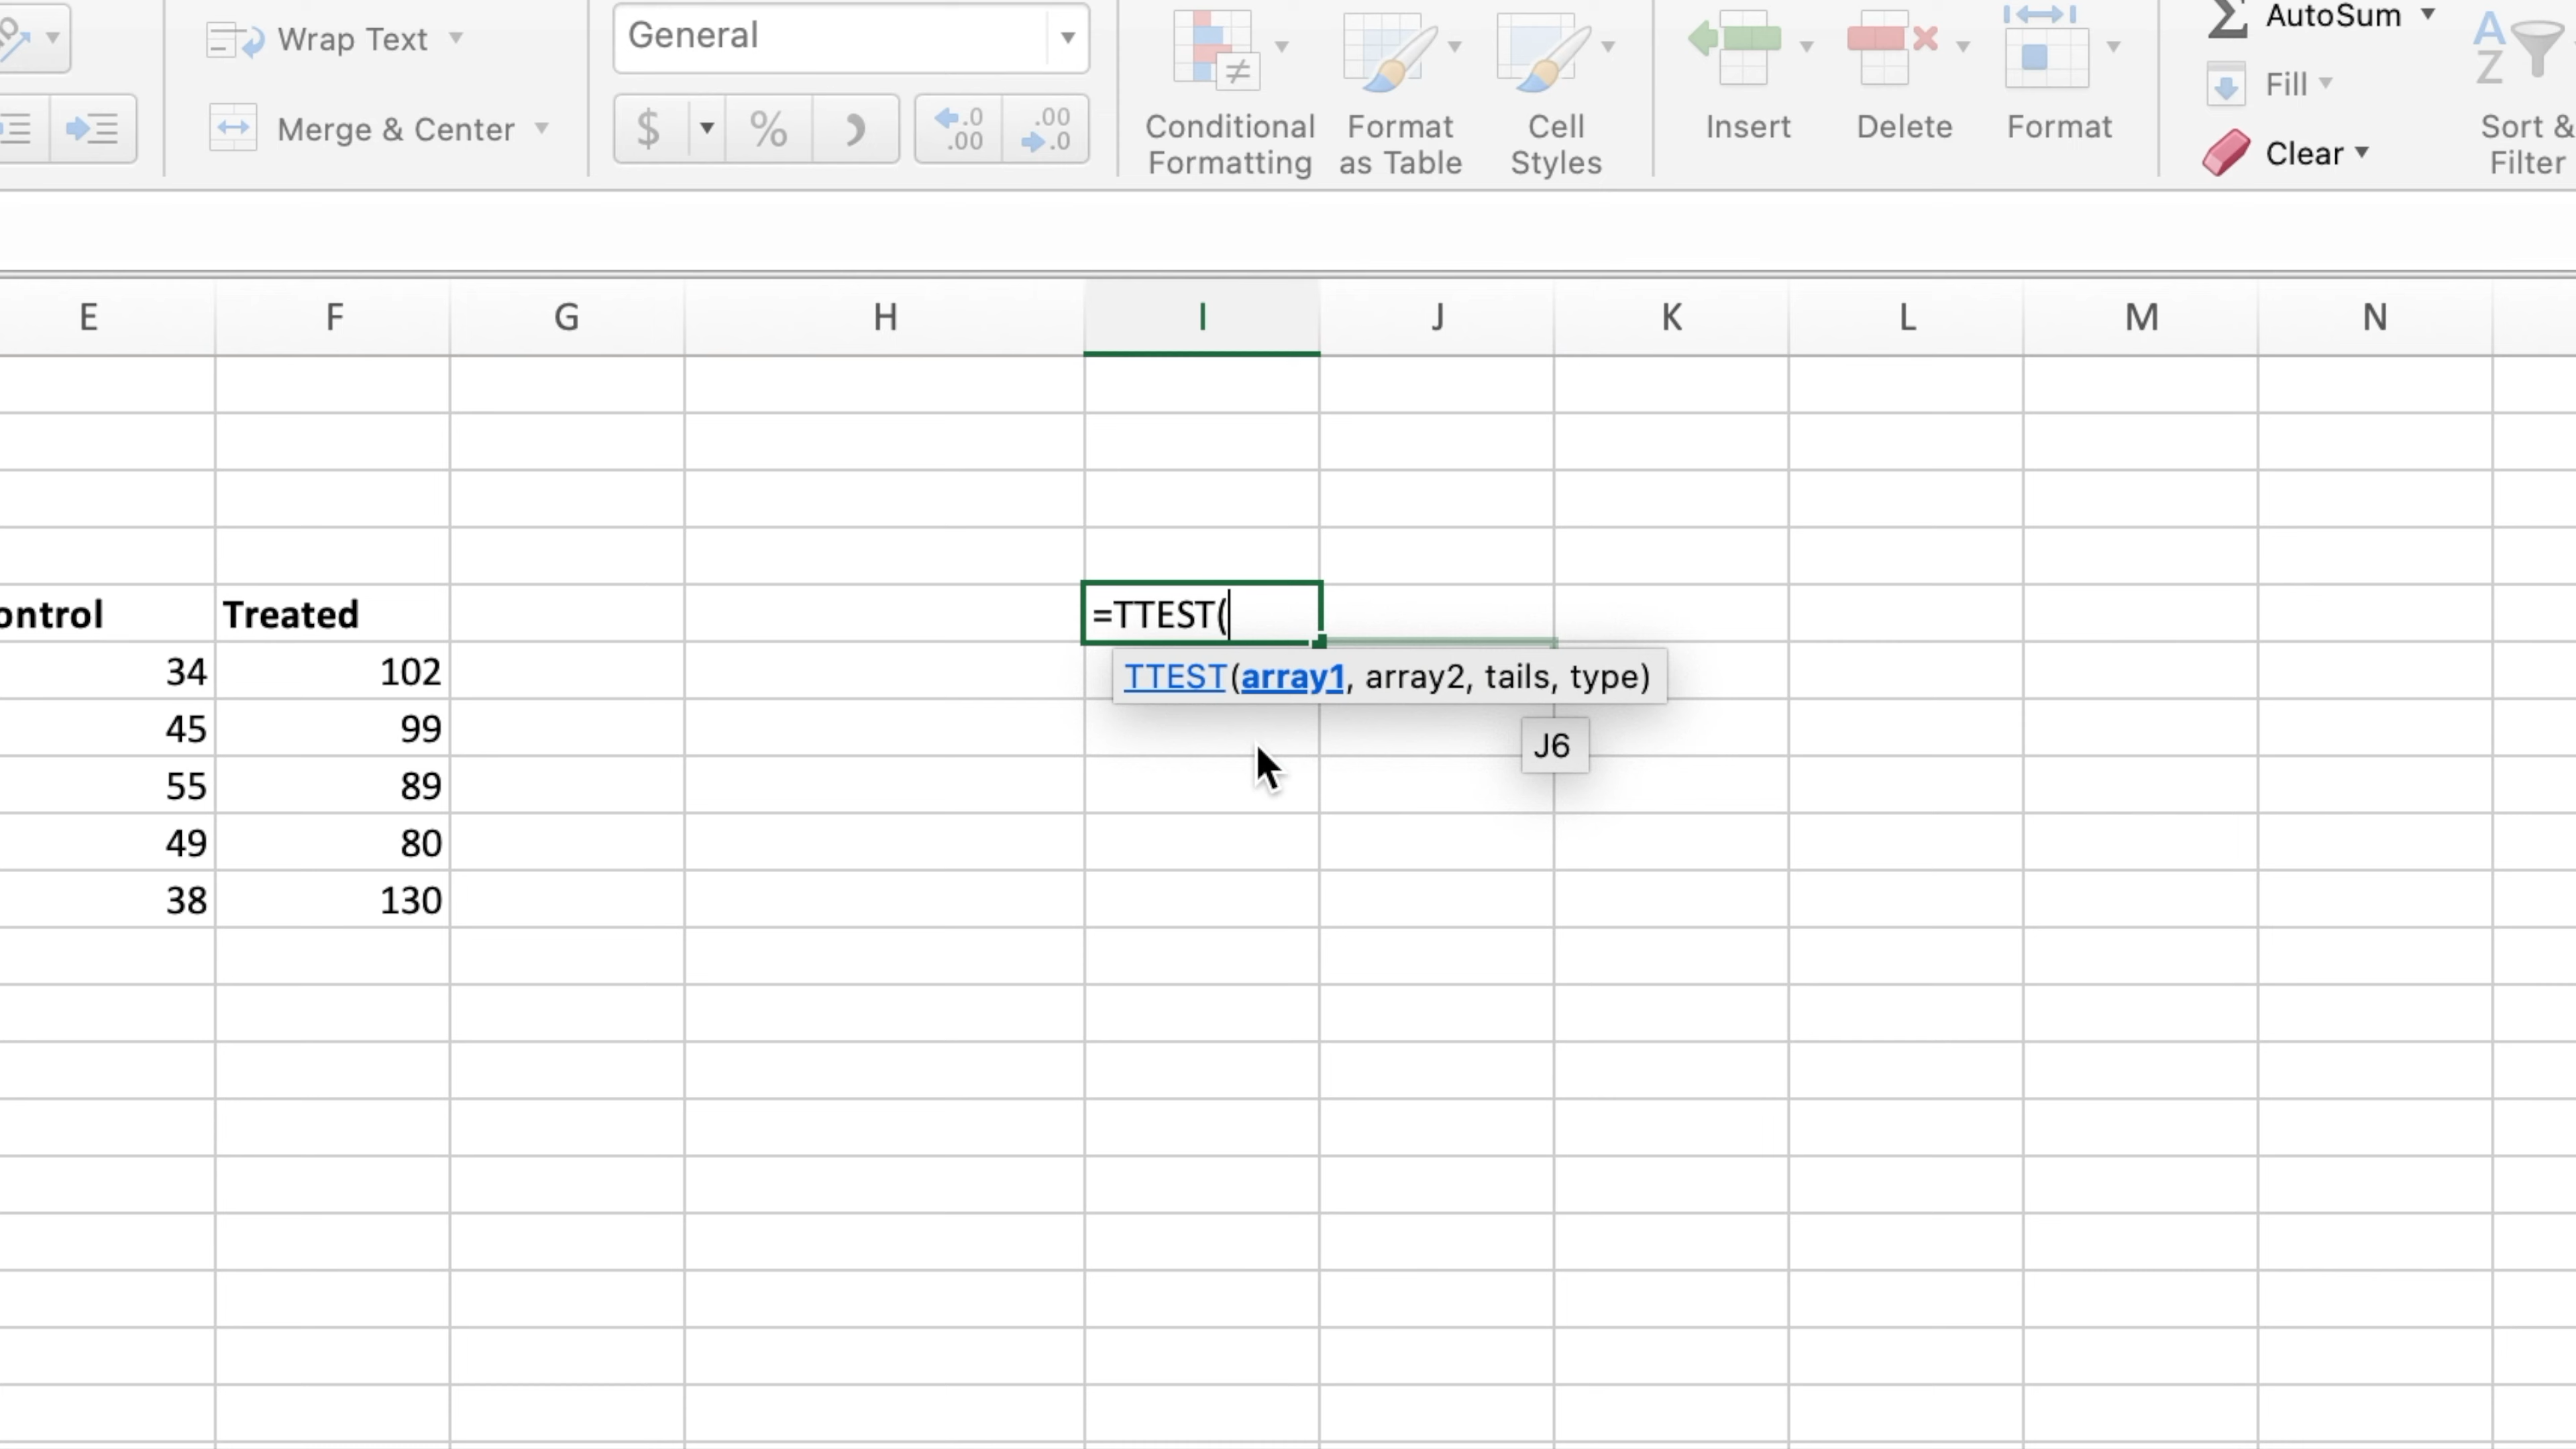 Wrap Text
General
AutoSum
Merge & Center
$
%
.0
.00
.00
.0
Conditional
Formatting
Format
as Table
Cell
Styles
Insert
Delete
Format
Fill
Clear
A
Z
Sort &
Filter
E F G H I J K L M N
ontrol Treated =TTEST(
34 102 TTEST(array1, array2, tails, type)
45 99 J6
55 89
49 80
38 130